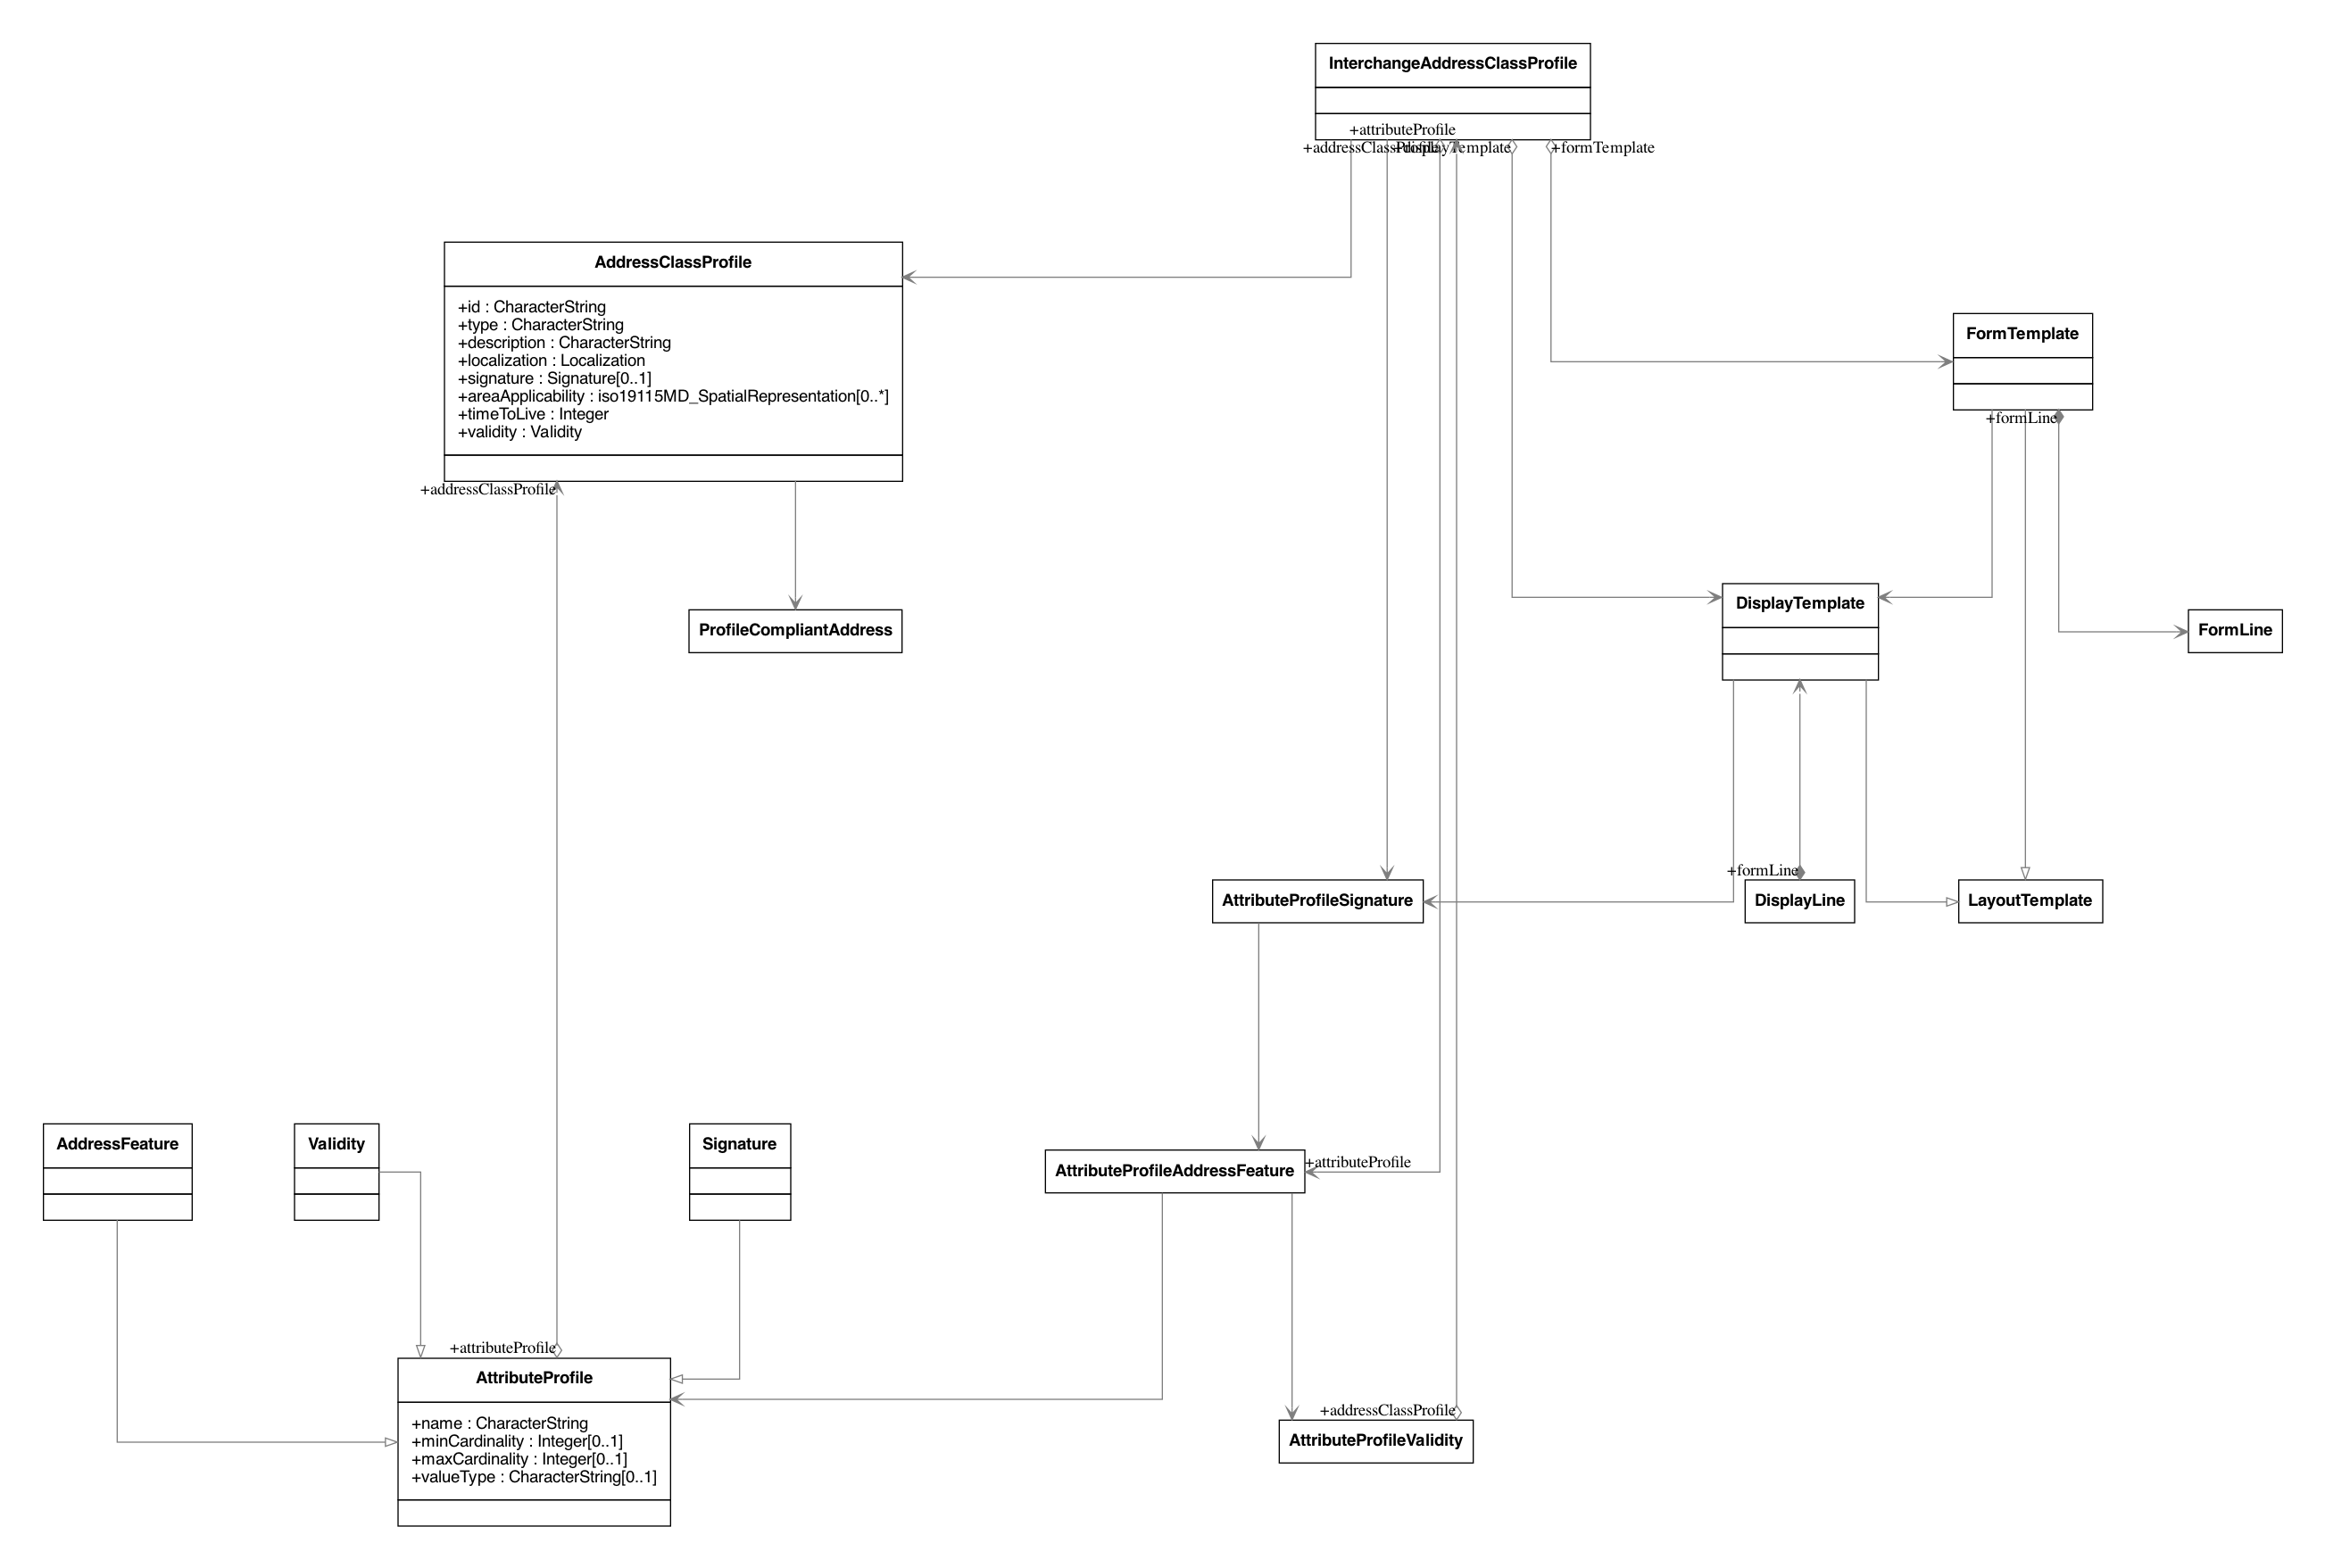 InterchangeAddressClassProfile
+attributeProfile
+addressClassProfile
+displayTemplate
+formTemplate
AddressClassProfile
+id : CharacterString
+type : CharacterString
+description : CharacterString
+localization : Localization
+signature : Signature[0..1]
+areaApplicability : iso19115MD_SpatialRepresentation[0..*]
+timeToLive : Integer
+validity : Validity
+addressClassProfile
FormTemplate
+formLine
DisplayTemplate
ProfileCompliantAddress
FormLine
+formLine
AttributeProfileSignature
DisplayLine
LayoutTemplate
AddressFeature
Validity
Signature
AttributeProfileAddressFeature
+attributeProfile
+attributeProfile
AttributeProfile
+name : CharacterString
+minCardinality : Integer[0..1]
+maxCardinality : Integer[0..1]
+valueType : CharacterString[0..1]
+addressClassProfile
AttributeProfileValidity